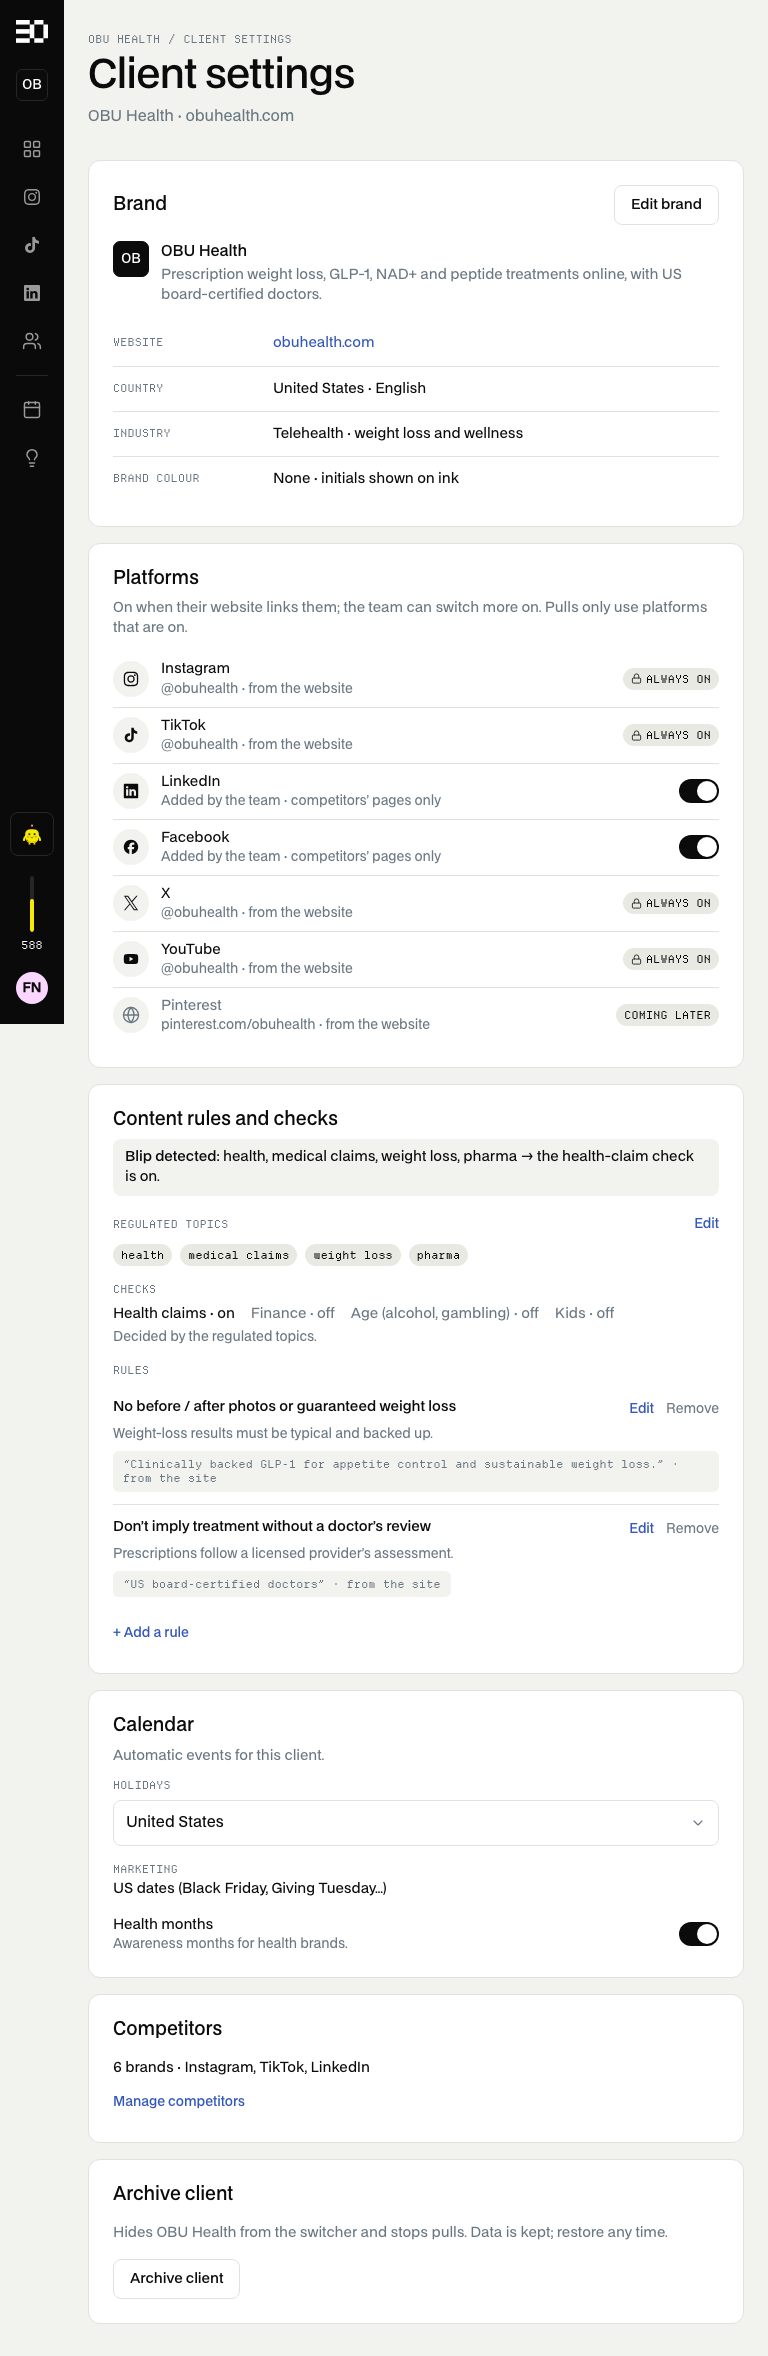 OBU HEALTH / CLIENT SETTINGS
Client settings
OBU Health · obuhealth.com
OB
588
FN
Brand
Edit brand
OB
OBU Health
Prescription weight loss, GLP-1, NAD+ and peptide treatments online, with US
board-certified doctors.
WEBSITE
obuhealth.com
COUNTRY
United States · English
INDUSTRY
Telehealth · weight loss and wellness
BRAND COLOUR
None · initials shown on ink
Platforms
On when their website links them; the team can switch more on. Pulls only use platforms
that are on.
Instagram
@obuhealth · from the website
ALWAYS ON
TikTok
@obuhealth · from the website
ALWAYS ON
LinkedIn
Added by the team · competitors' pages only
Facebook
Added by the team · competitors' pages only
X
@obuhealth · from the website
ALWAYS ON
YouTube
@obuhealth · from the website
ALWAYS ON
Pinterest
pinterest.com/obuhealth · from the website
COMING LATER
Content rules and checks
Blip detected: health, medical claims, weight loss, pharma → the health-claim check
is on.
REGULATED TOPICS
Edit
health medical claims weight loss pharma
CHECKS
Health claims · on Finance · off Age (alcohol, gambling) · off Kids · off
Decided by the regulated topics.
RULES
No before / after photos or guaranteed weight loss
Edit Remove
Weight-loss results must be typical and backed up.
“Clinically backed GLP-1 for appetite control and sustainable weight loss.” ·
from the site
Don't imply treatment without a doctor's review
Edit Remove
Prescriptions follow a licensed provider's assessment.
“US board-certified doctors” · from the site
+ Add a rule
Calendar
Automatic events for this client.
HOLIDAYS
United States
MARKETING
US dates (Black Friday, Giving Tuesday…)
Health months
Awareness months for health brands.
Competitors
6 brands · Instagram, TikTok, LinkedIn
Manage competitors
Archive client
Hides OBU Health from the switcher and stops pulls. Data is kept; restore any time.
Archive client